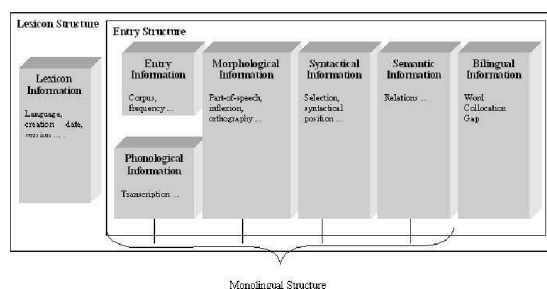 Lexicon Structure
Entry Structure
Lexicon
Information
Language,
creation date,
version ...
Entry
Information
Corpus,
frequency ...
Phonological
Information
Transcription ...
Morphological
Information
Part-of-speech,
inflexion,
orthography ...
Syntactical
Information
Selection,
syntactical
position ...
Semantic
Information
Relations ...
Bilingual
Information
Word
Collocation
Gap
Monolingual Structure